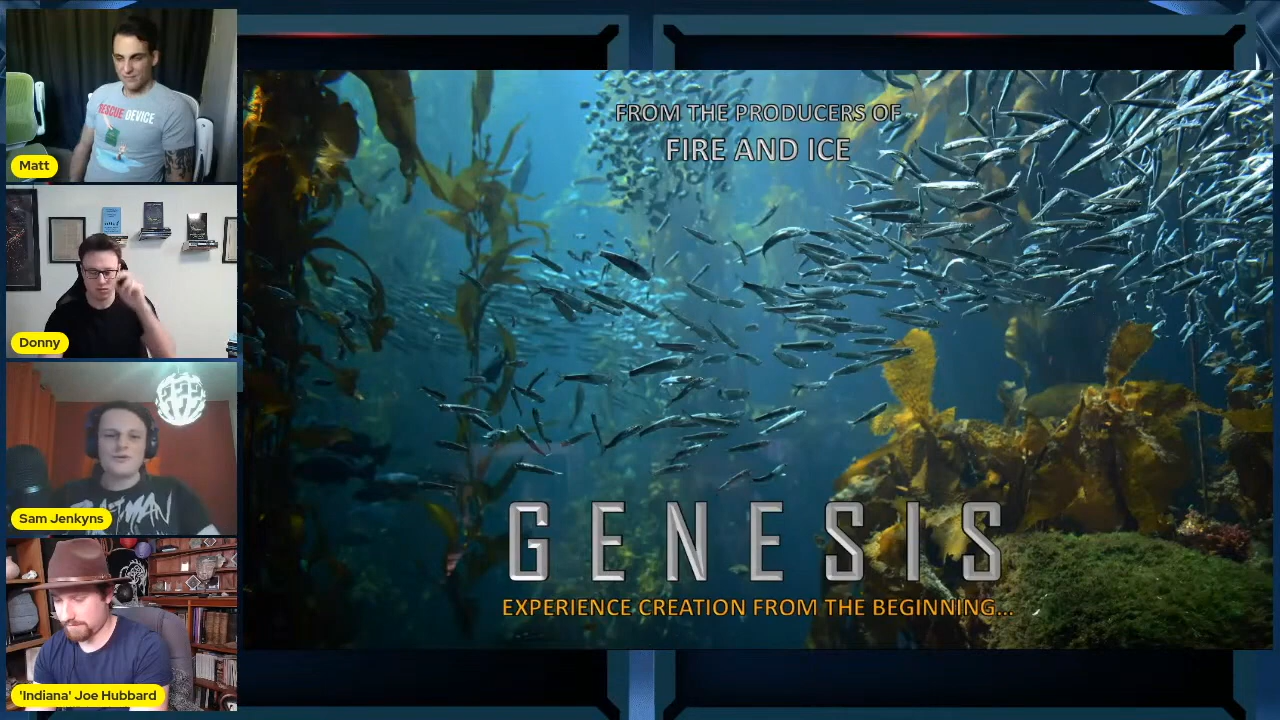 RESCUE DEVICE
Matt
Donny
BATMAN
Sam Jenkyns
'Indiana' Joe Hubbard
FROM THE PRODUCERS OF
FIRE AND ICE
GENESIS
EXPERIENCE CREATION FROM THE BEGINNING...